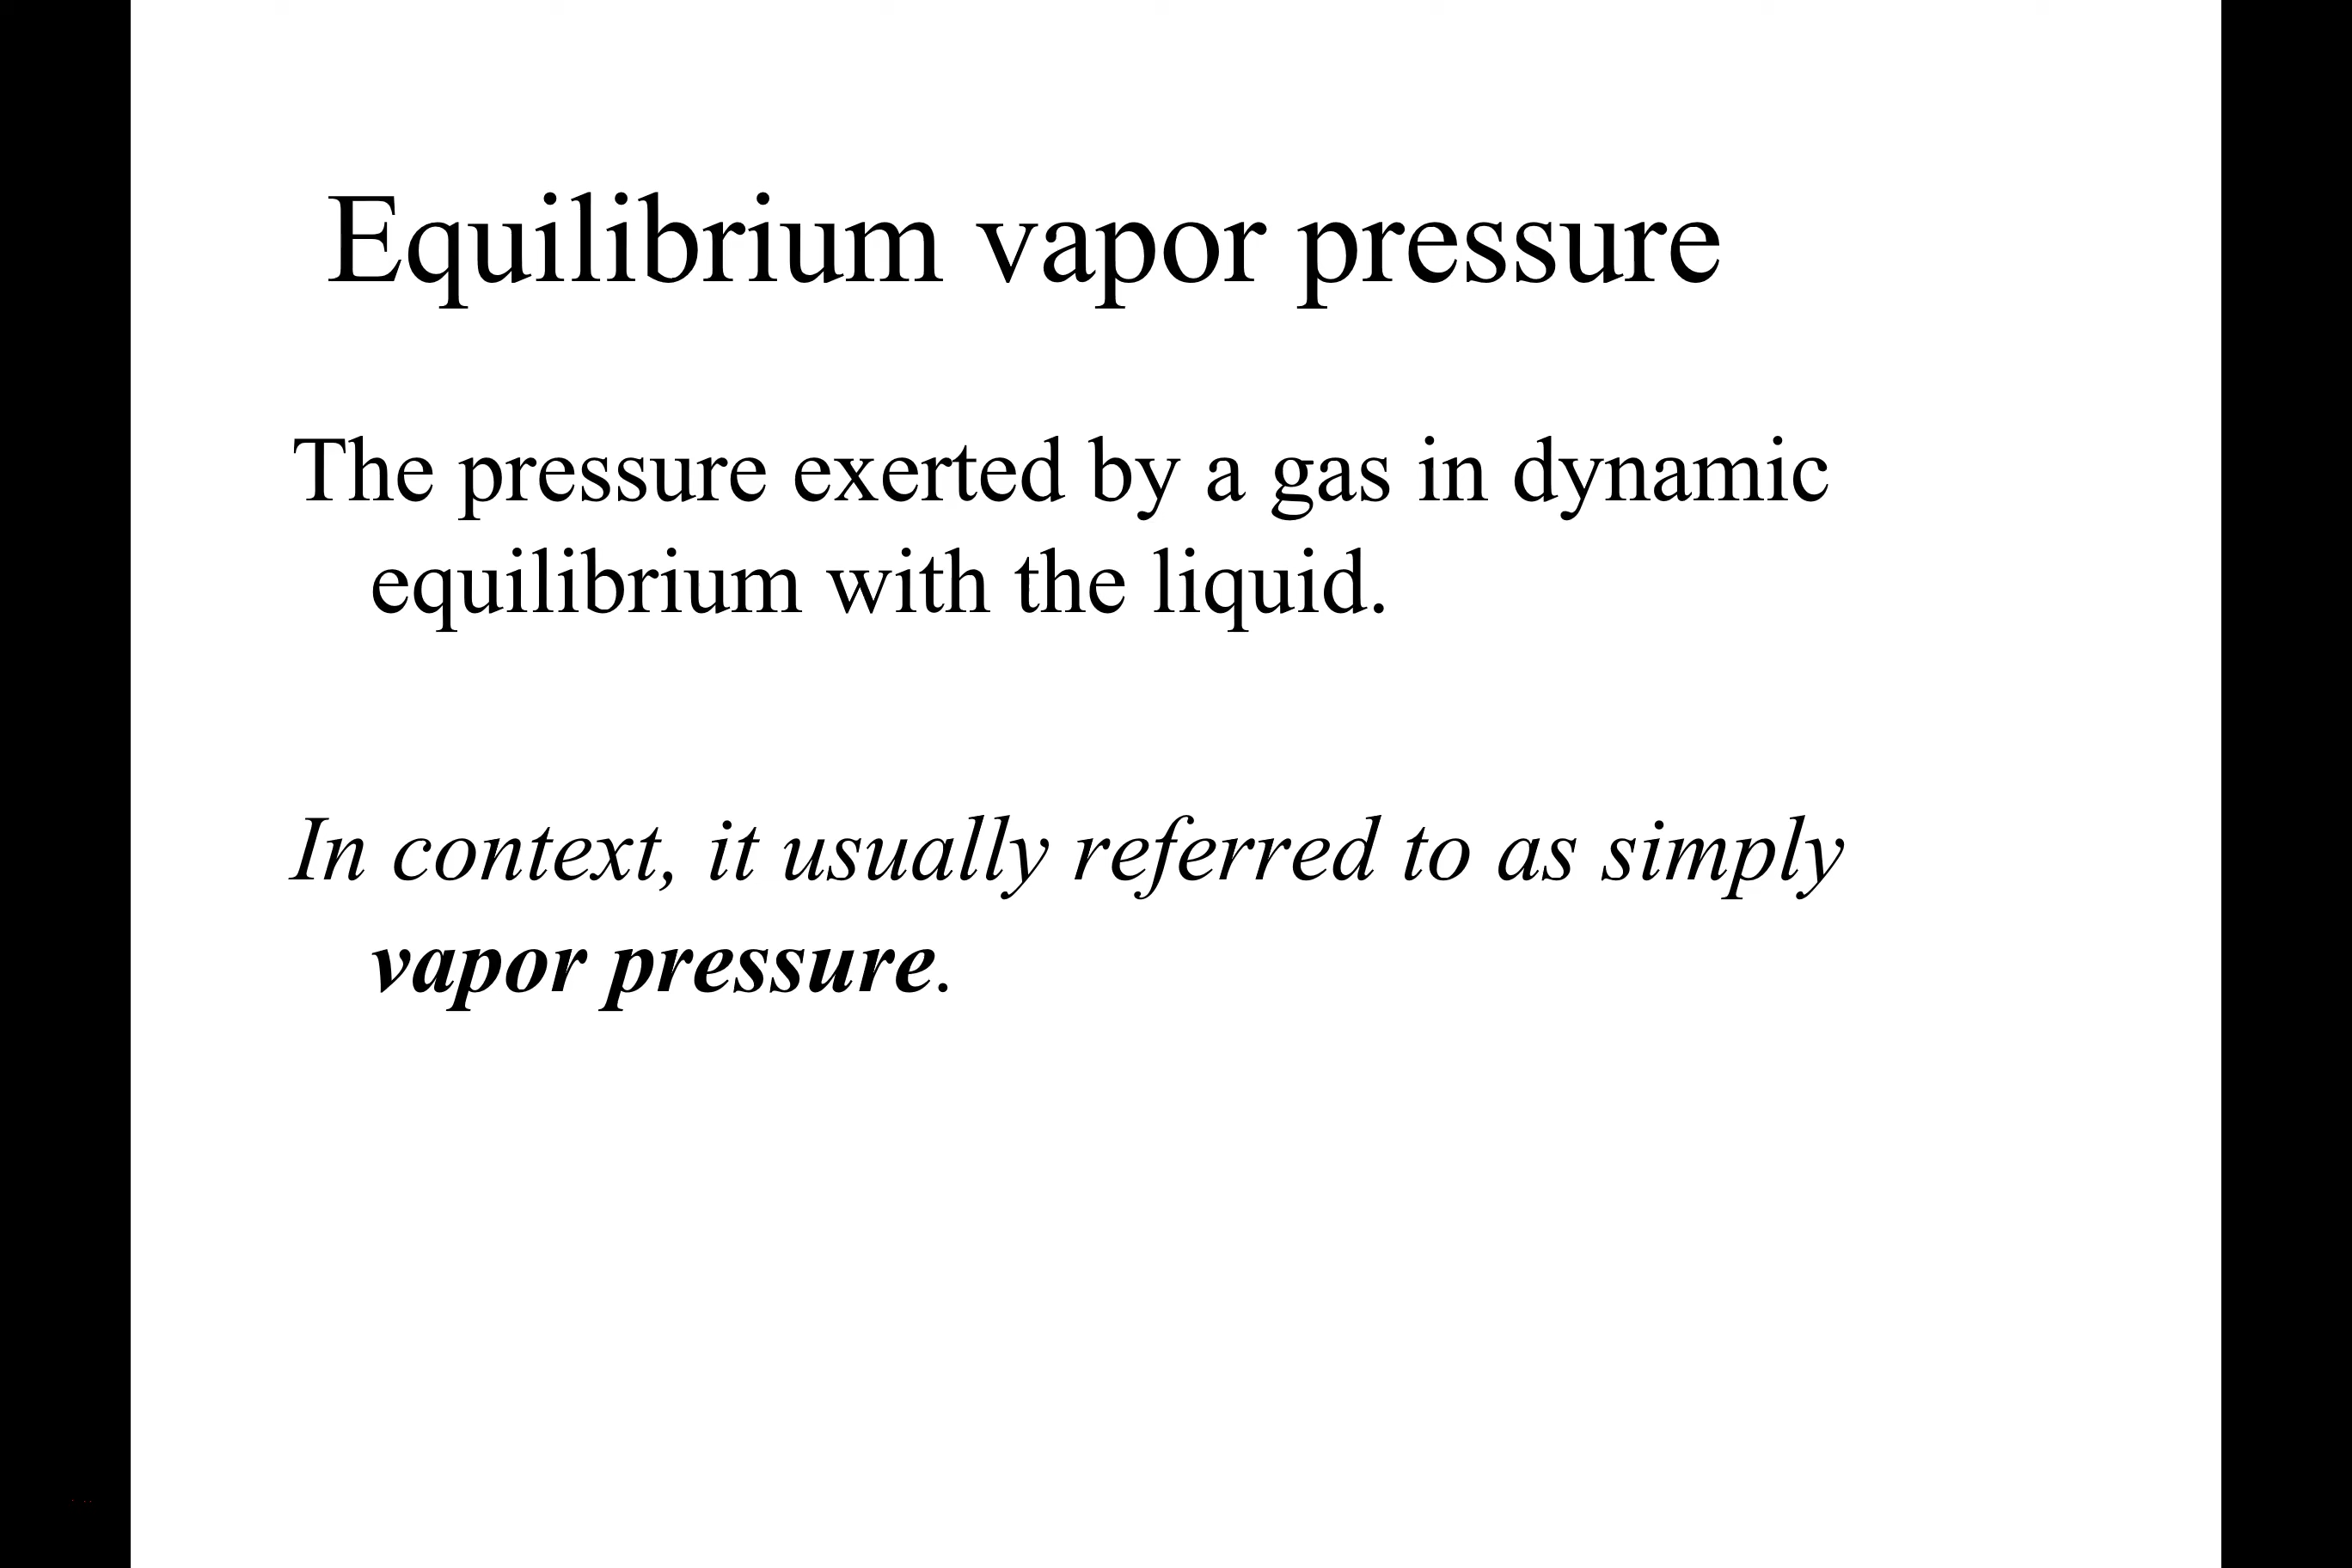 Equilibrium vapor pressure
The pressure exerted by a gas in dynamic
equilibrium with the liquid.
In context, it usually referred to as simply
vapor pressure.